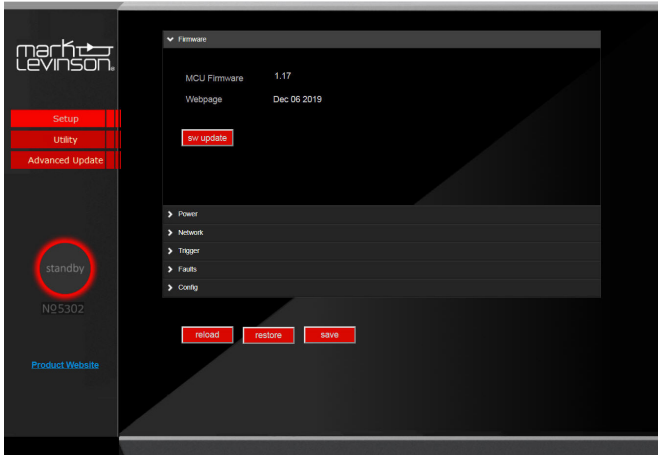 mark
Levinson®
Setup
Utility
Advanced Update
standby
№5302
Product Website
Firmware
MCU Firmware 1.17
Webpage Dec 06 2019
sw update
Power
Network
Trigger
Faults
Config
reload restore save